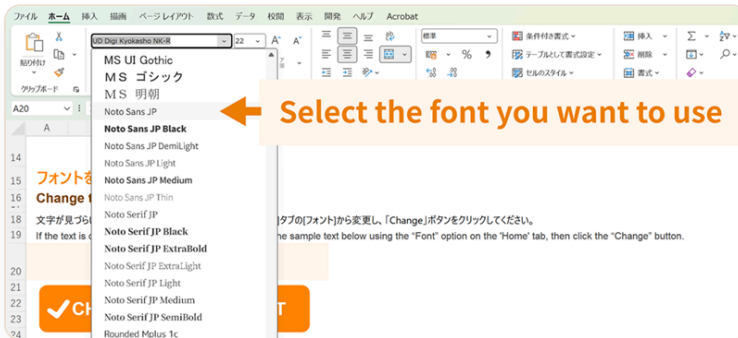 ファイル ホーム 挿入 描画 ページ レイアウト 数式 データ 校閲 表示 開発 ヘルプ Acrobat
UD Digi Kyokasho NK-R 22 A^ A˅ 標準 条件付き書式 挿入 Σ
貼り付け % 9 テーブルとして書式設定 削除
クリップボード セルのスタイル 書式
A20
A
MS UI Gothic
MS ゴシック
MS 明朝
Noto Sans JP
Select the font you want to use
Noto Sans JP Black
Noto Sans JP DemiLight
14
Noto Sans JP Light
15 フォントを
Noto Sans JP Medium
16 Change t
Noto Sans JP Thin
Noto Serif JP
18 文字が見づら タブの[フォント]から変更し、「Change」ボタンをクリックしてください。
Noto Serif JP Black
19 If the text is ne sample text below using the "Font" option on the 'Home' tab, then click the "Change" button.
Noto Serif JP ExtraBold
20
Noto Serif JP ExtraLight
21
Noto Serif JP Light
22 CH T
Noto Serif JP Medium
23
Noto Serif JP SemiBold
24
Rounded Mplus 1c